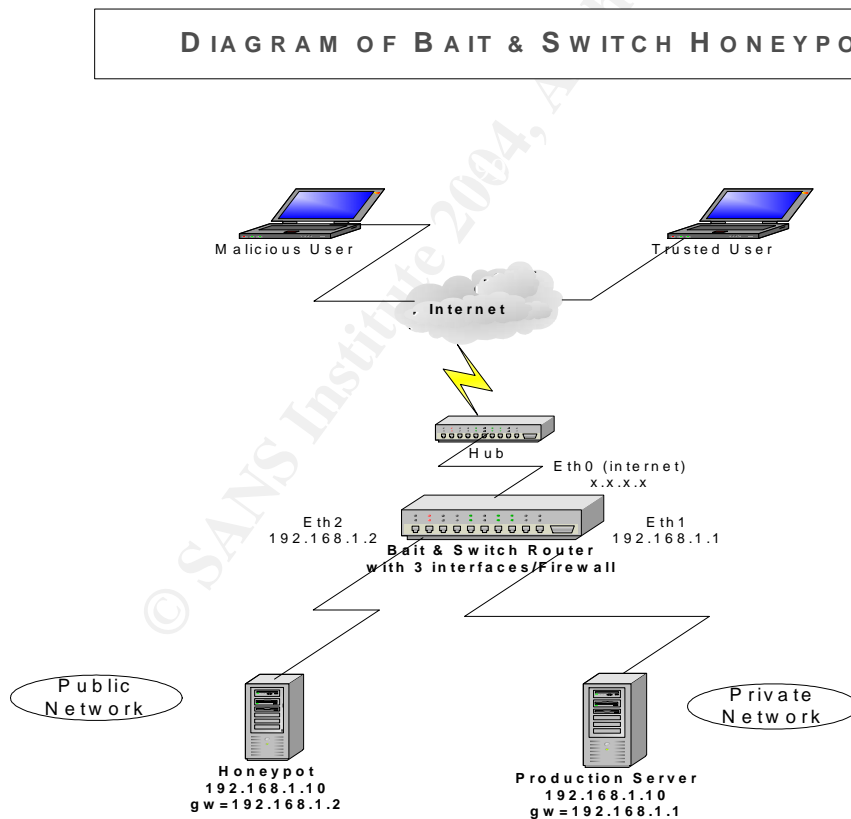 DIAGRAM OF BAIT & SWITCH HONEYPO
Malicious User
Trusted User
Internet
Hub
Eth0 (internet)
x.x.x.x
Eth2
192.168.1.2
Eth1
192.168.1.1
Bait & Switch Router
with 3 interfaces/Firewall
Public
Network
Private
Network
Honeypot
192.168.1.10
gw=192.168.1.2
Production Server
192.168.1.10
gw=192.168.1.1
© SANS Institute 2004, A